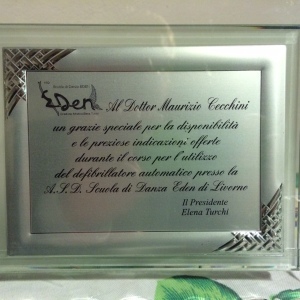 Eden
Al Dottor Maurizio Cecchini
un grazie speciale per la disponibilità
e le preziose indicazioni offerte
durante il corso per l'utilizzo
del defibrillatore automatico presso la
A.S.D. Scuola di Danza Eden di Livorno
Il Presidente
Elena Turchi